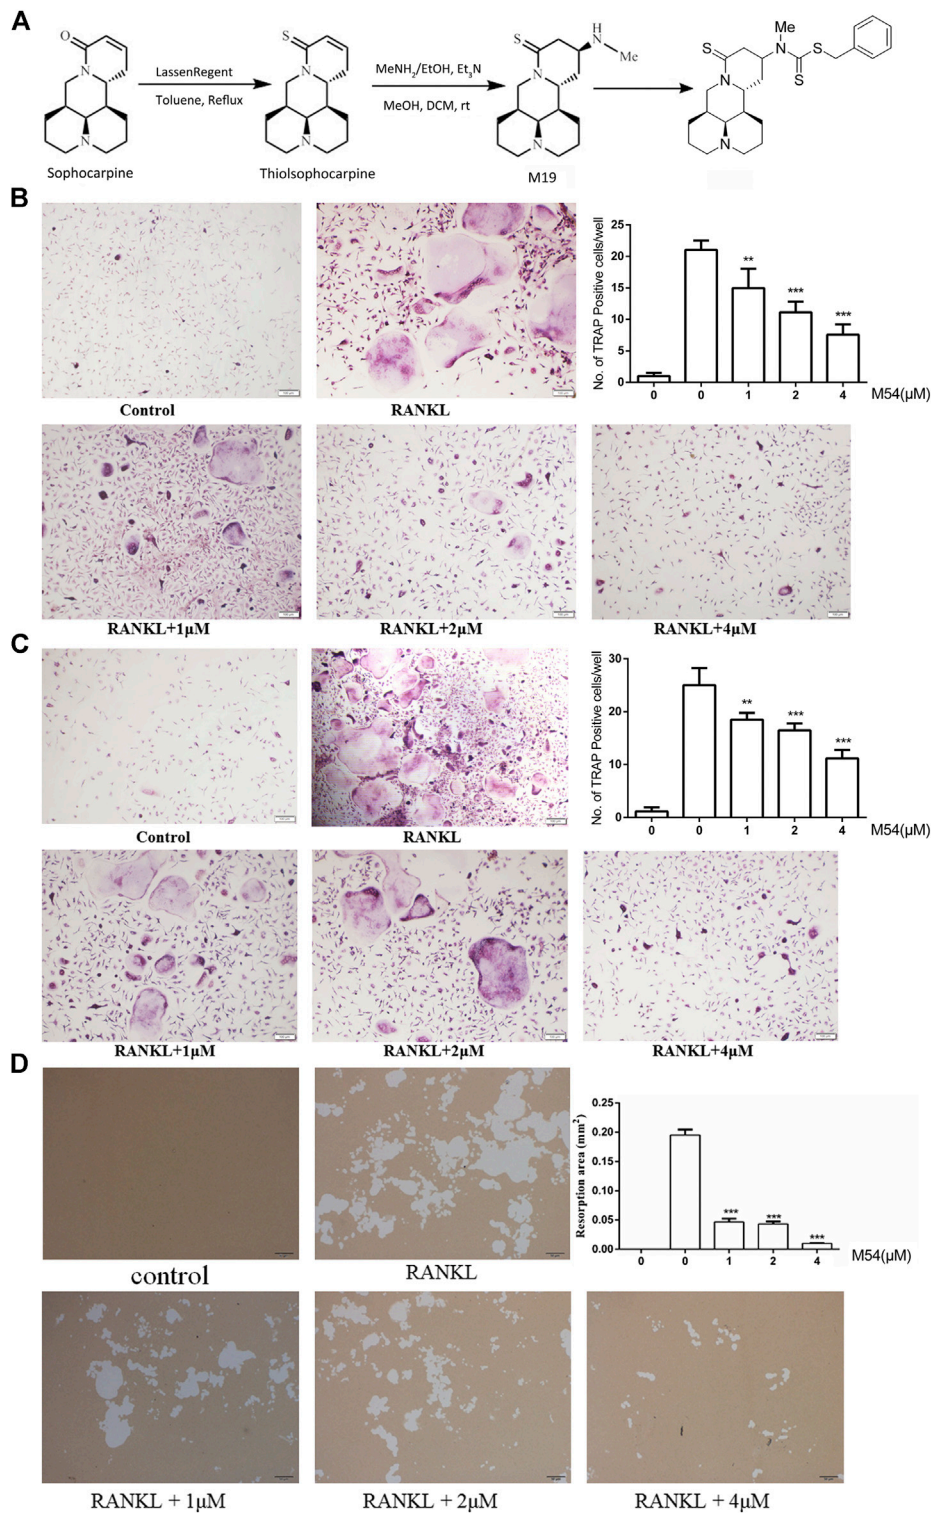 A
O
N
N
Sophocarpine
LassenRegent
Toluene, Reflux
S
N
N
Thiolsophocarpine
MeNH2/EtOH, Et3N
MeOH, DCM, rt
S
H
N
Me
N
N
M19
Me
N
S
S
S
N
N
B
Control
RANKL
No. of TRAP Positive cells/well
25
20
15
10
5
0
**
***
***
0 0 1 2 4 M54(μM)
RANKL+1μM
RANKL+2μM
RANKL+4μM
C
Control
RANKL
No. of TRAP Positive cells/well
30
20
10
0
**
***
***
0 0 1 2 4 M54(μM)
RANKL+1μM
RANKL+2μM
RANKL+4μM
D
control
RANKL
Resorption area (mm²)
0.25
0.20
0.15
0.10
0.05
0.00
***
***
***
0 0 1 2 4 M54(μM)
RANKL + 1μM
RANKL + 2μM
RANKL + 4μM